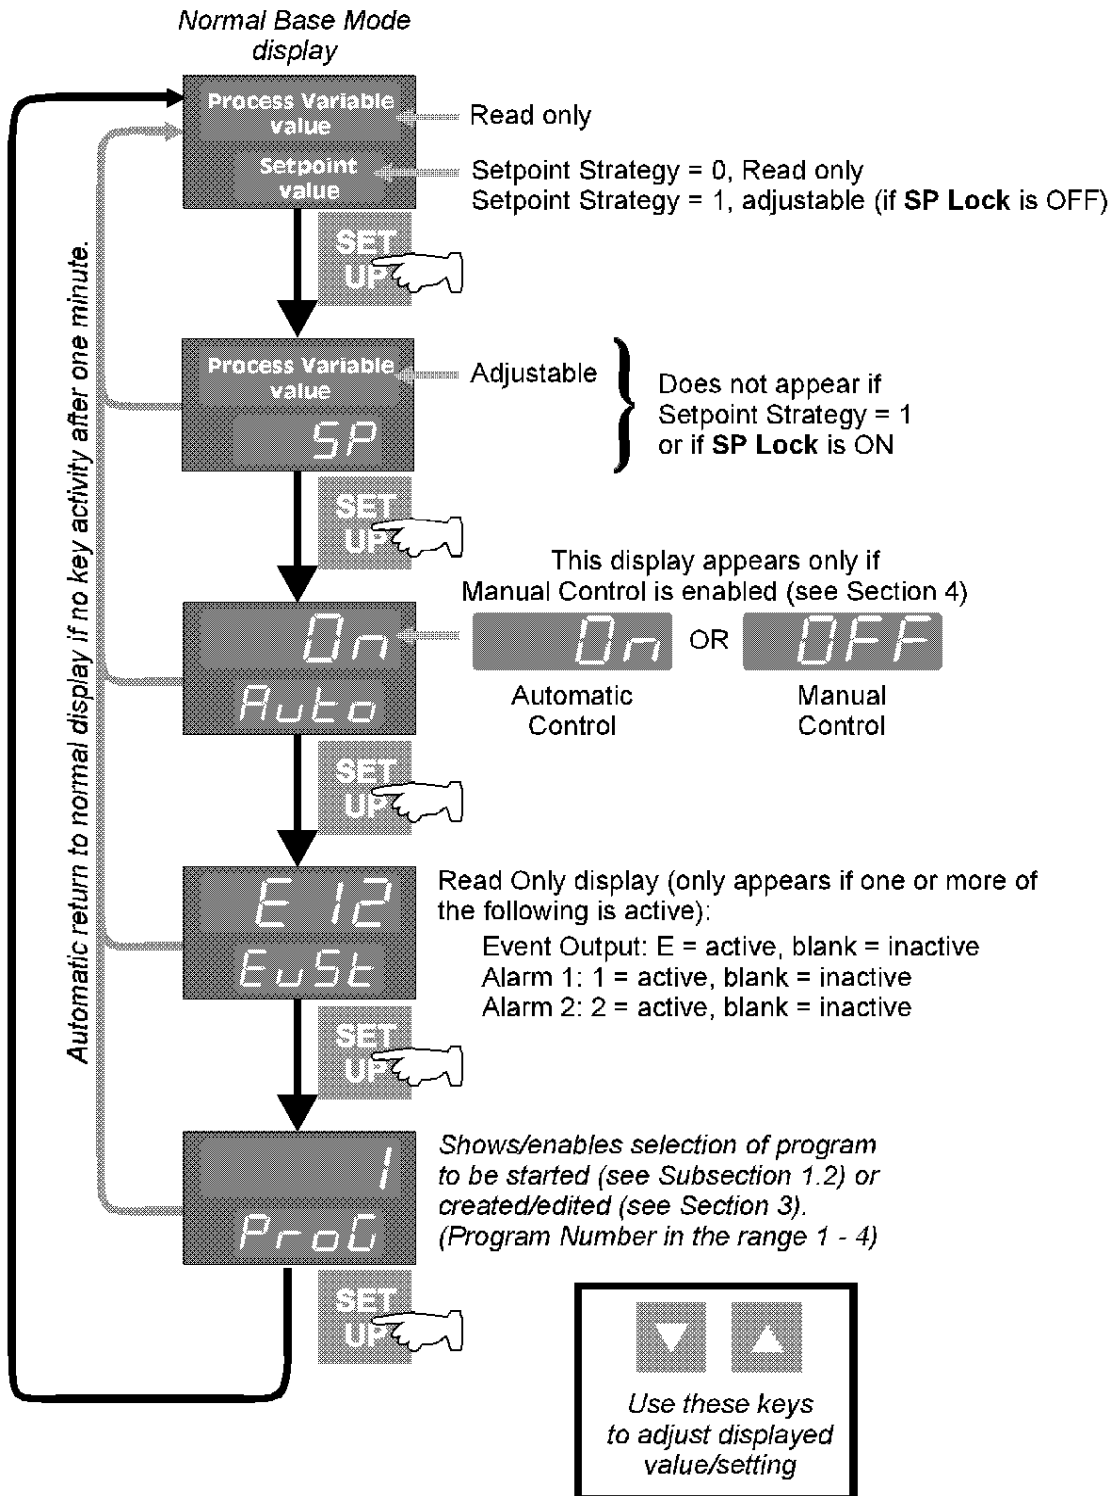 Normal Base Mode
display
Process Variable
value
Read only
Setpoint
value
Setpoint Strategy = 0, Read only
Setpoint Strategy = 1, adjustable (if SP Lock is OFF)
SET
UP
Automatic return to normal display if no key activity after one minute.
Process Variable
value
SP
Adjustable
Does not appear if
Setpoint Strategy = 1
or if SP Lock is ON
SET
UP
This display appears only if
Manual Control is enabled (see Section 4)
On
Auto
On
OR
OFF
Automatic
Control
Manual
Control
SET
UP
E 12
EvSt
Read Only display (only appears if one or more of
the following is active):
Event Output: E = active, blank = inactive
Alarm 1: 1 = active, blank = inactive
Alarm 2: 2 = active, blank = inactive
SET
UP
1
ProG
Shows/enables selection of program
to be started (see Subsection 1.2) or
created/edited (see Section 3).
(Program Number in the range 1 - 4)
SET
UP
Use these keys
to adjust displayed
value/setting